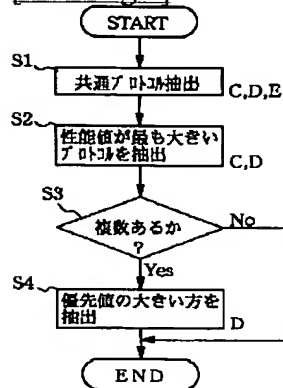 START
S1
共通プロトコル抽出
C,D,E
S2
性能値が最も大きい
プロトコルを抽出
C,D
S3
複数あるか
?
No
Yes
S4
優先値の大きい方を
抽出
D
END